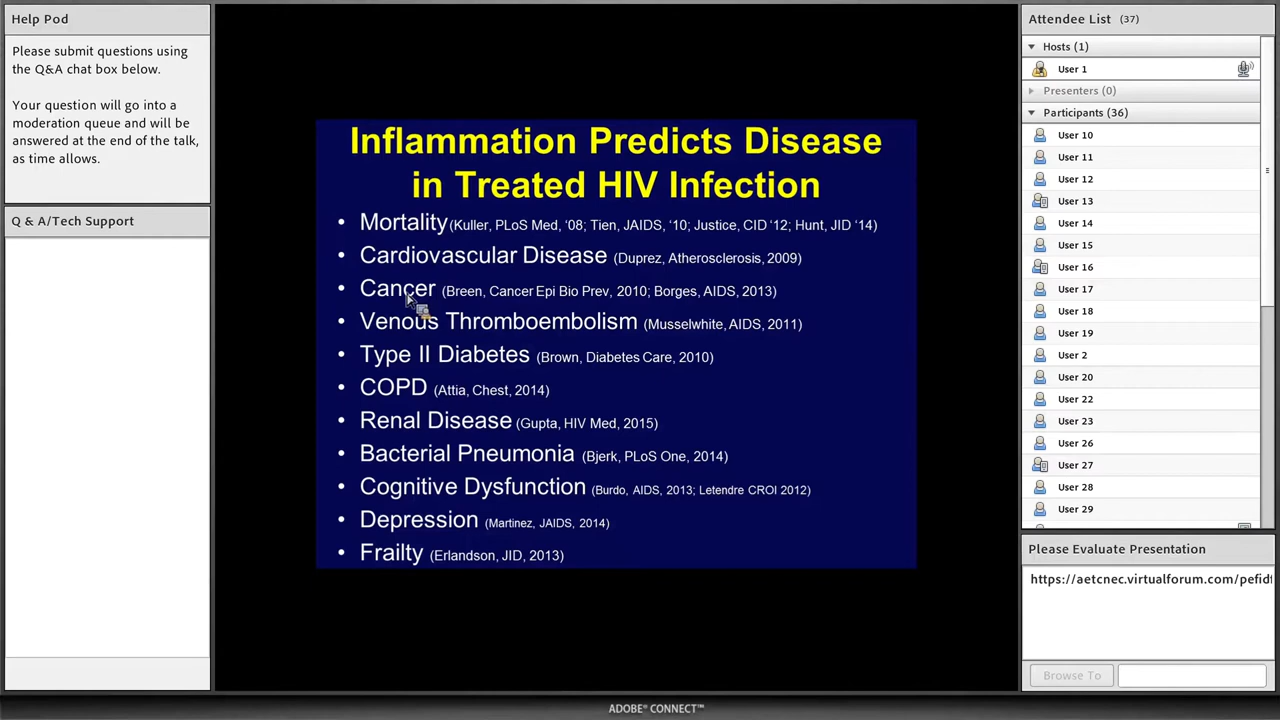 Help Pod
Please submit questions using
the Q&A chat box below.
Your question will go into a
moderation queue and will be
answered at the end of the talk,
as time allows.
Q & A/Tech Support
Inflammation Predicts Disease
in Treated HIV Infection
• Mortality (Kuller, PLoS Med, ‘08; Tien, JAIDS, ‘10; Justice, CID ‘12; Hunt, JID ‘14)
• Cardiovascular Disease (Duprez, Atherosclerosis, 2009)
• Cancer (Breen, Cancer Epi Bio Prev, 2010; Borges, AIDS, 2013)
• Venous Thromboembolism (Musselwhite, AIDS, 2011)
• Type II Diabetes (Brown, Diabetes Care, 2010)
• COPD (Attia, Chest, 2014)
• Renal Disease (Gupta, HIV Med, 2015)
• Bacterial Pneumonia (Bjerk, PLoS One, 2014)
• Cognitive Dysfunction (Burdo, AIDS, 2013; Letendre CROI 2012)
• Depression (Martinez, JAIDS, 2014)
• Frailty (Erlandson, JID, 2013)
Attendee List (37)
Hosts (1)
User 1
Presenters (0)
Participants (36)
User 10
User 11
User 12
User 13
User 14
User 15
User 16
User 17
User 18
User 19
User 2
User 20
User 22
User 23
User 26
User 27
User 28
User 29
Please Evaluate Presentation
https://aetcnec.virtualforum.com/pefidf
Browse To
ADOBE® CONNECT™